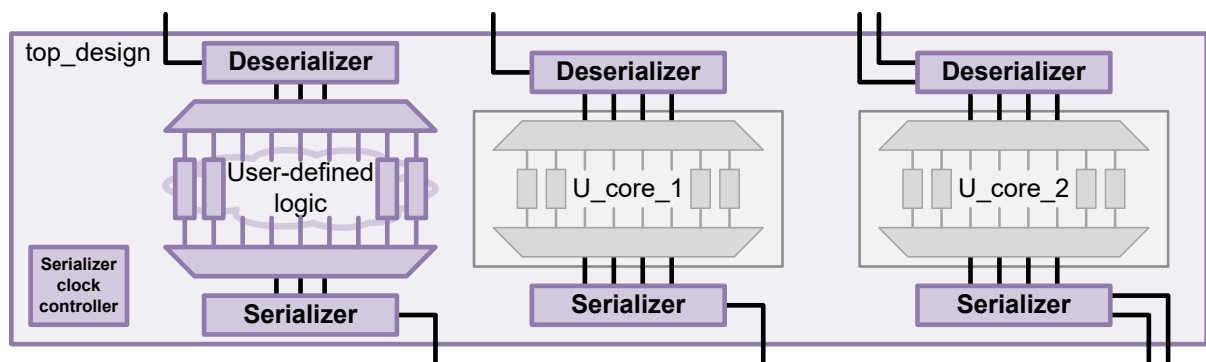 top_design
Deserializer
Deserializer
Deserializer
User-defined
logic
U_core_1
U_core_2
Serializer
clock
controller
Serializer
Serializer
Serializer